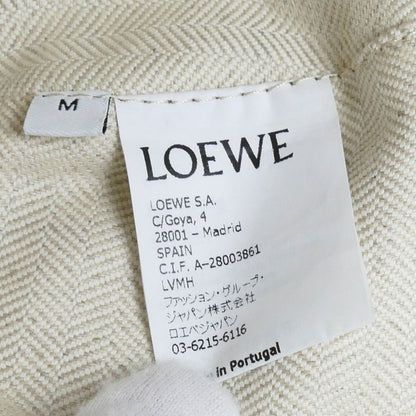 M
LOEWE
LOEWE S.A.
C/Goya, 4
28001 – Madrid
SPAIN
C.I.F. A-28003861
LVMH
ファッション・グループ・
ジャパン株式会社
ロエベジャパン
03-6215-6116
in Portugal